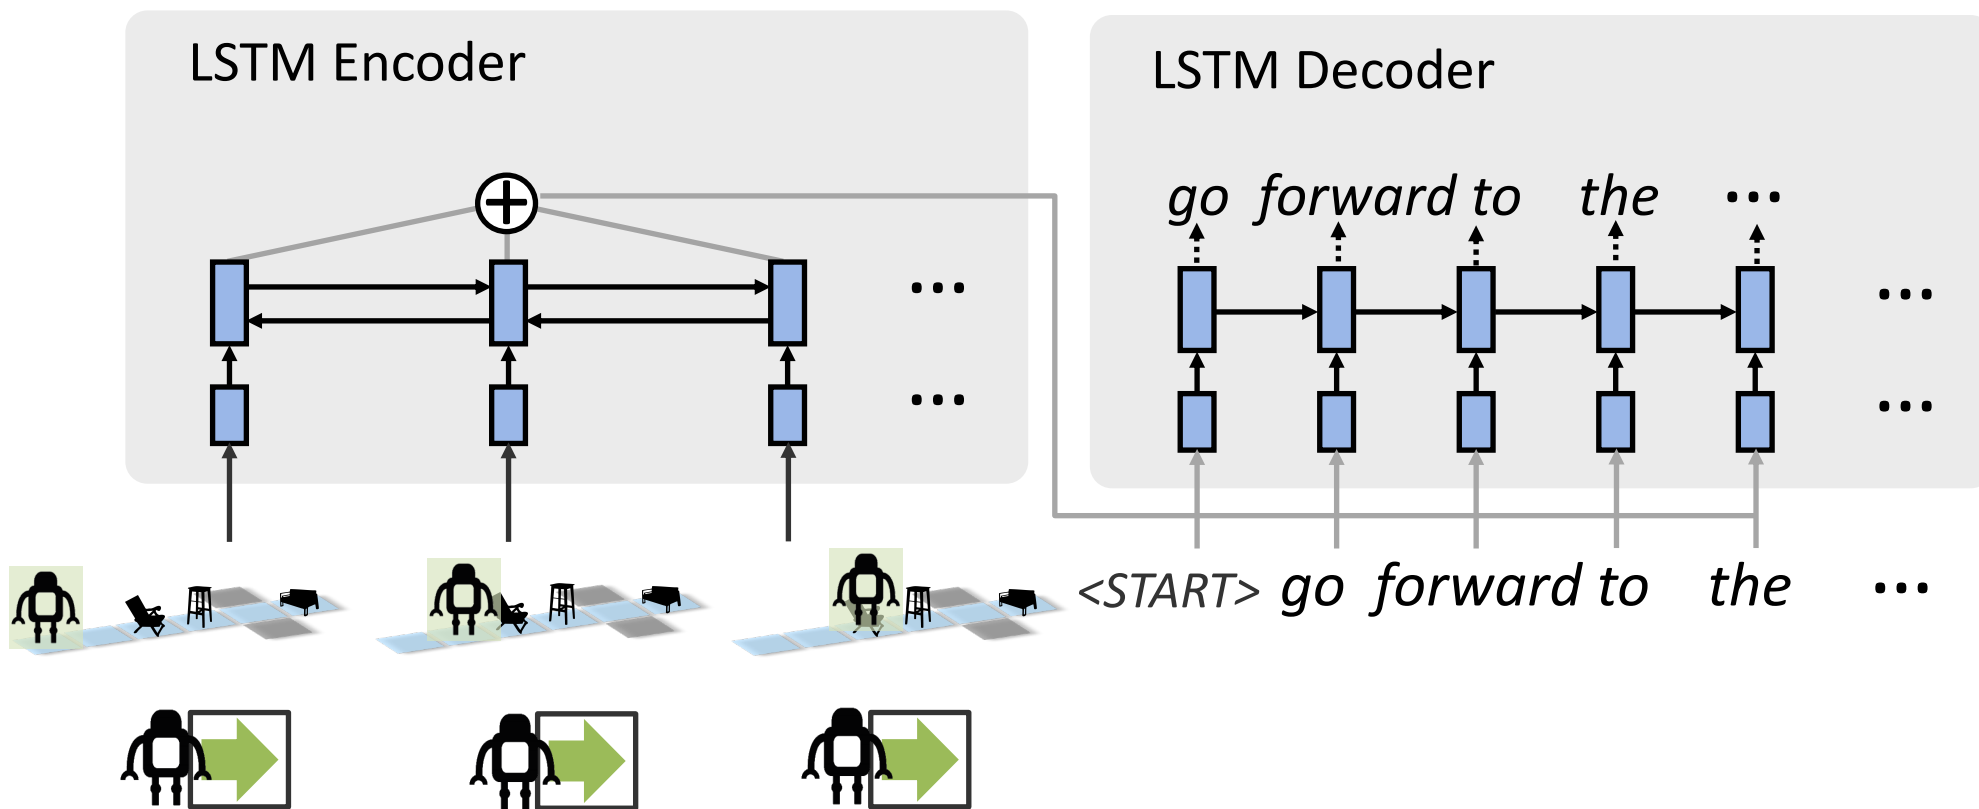 LSTM Encoder
LSTM Decoder
go forward to the ...
...
...
...
...
<START> go forward to the ...